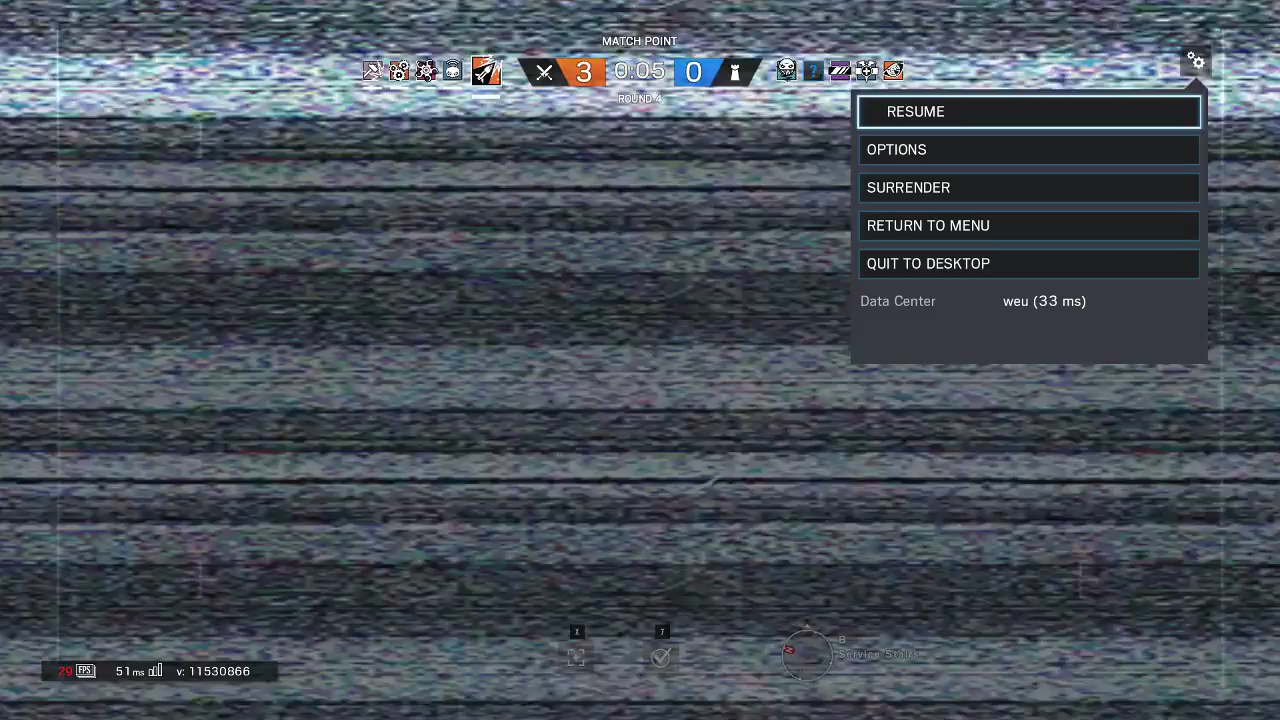 MATCH POINT
3 0:05 0
?
ROUND 4
RESUME
OPTIONS
SURRENDER
RETURN TO MENU
QUIT TO DESKTOP
Data Center weu (33 ms)
X 7
B
Service Stairs
29 FPS 51ms v: 11530866